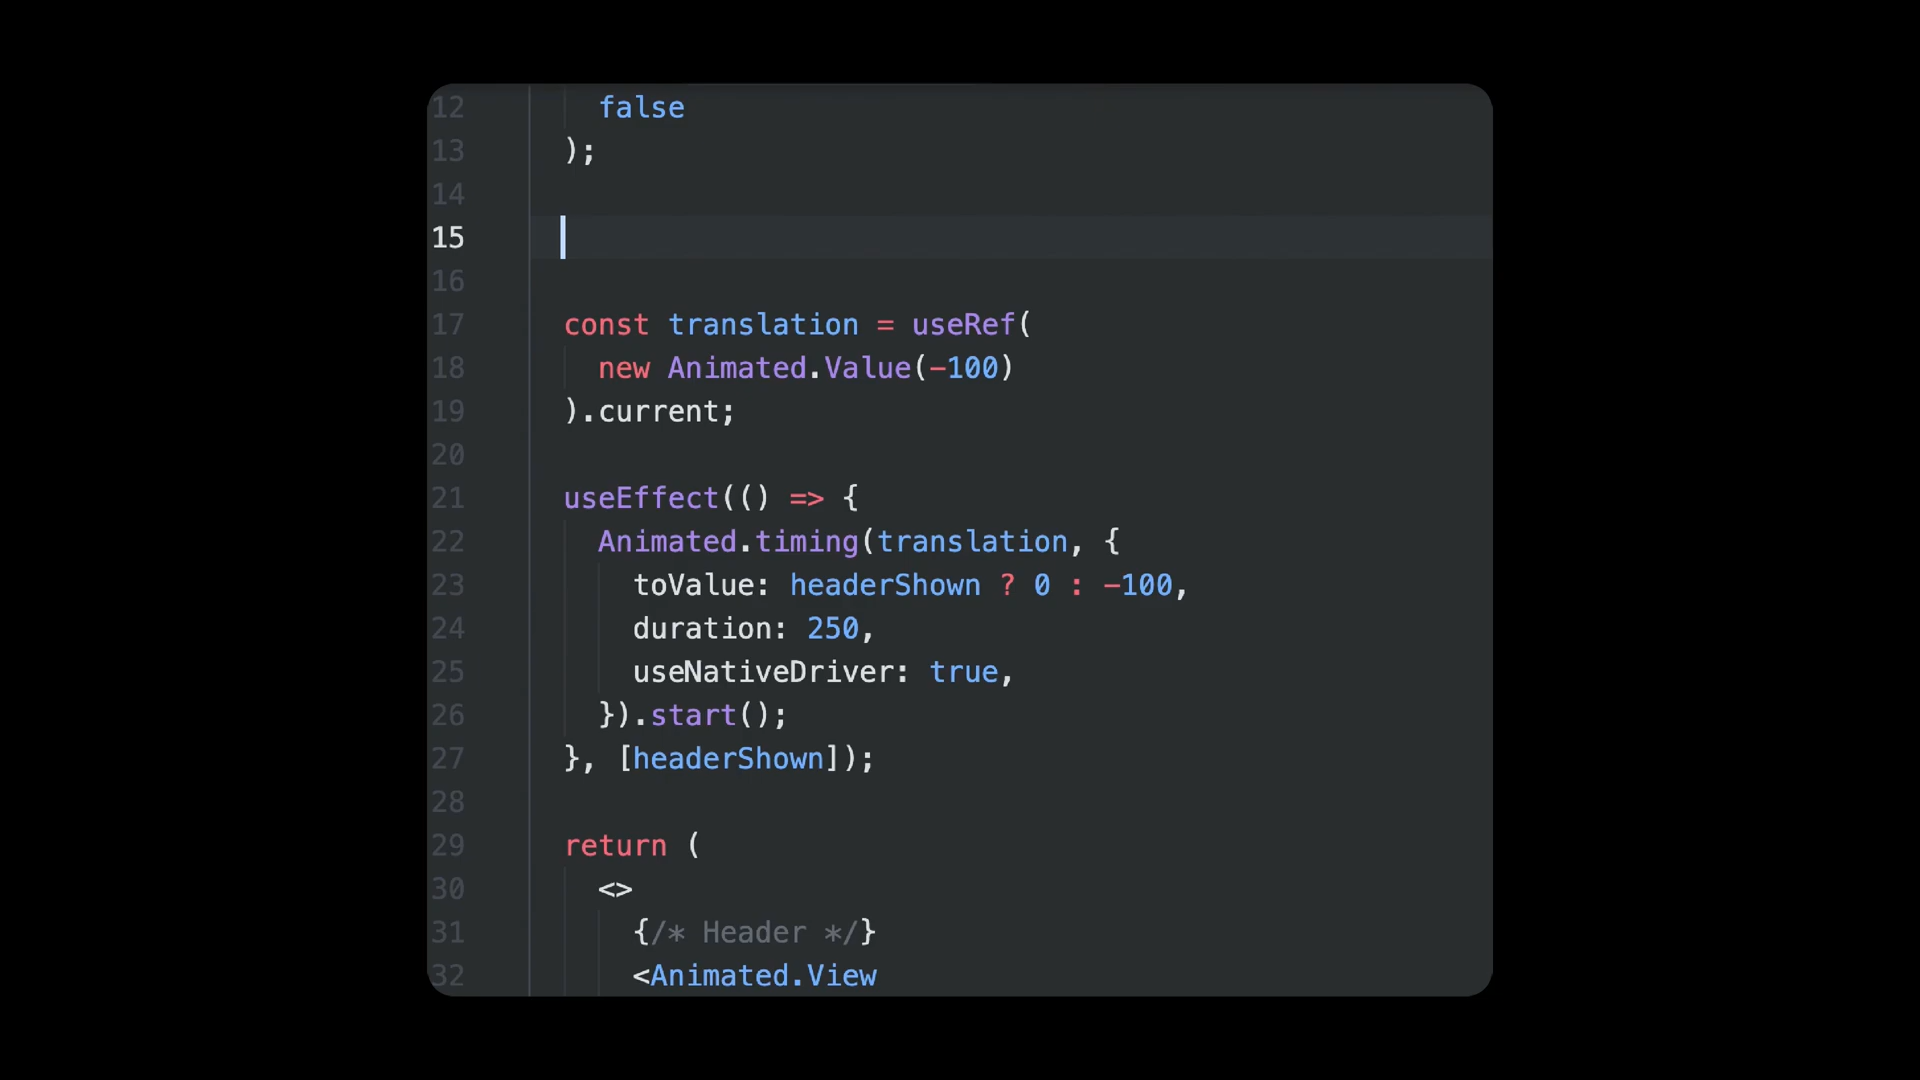 12 false
13 );
14
15
16
17 const translation = useRef(
18 new Animated.Value(-100)
19 ).current;
20
21 useEffect(() => {
22 Animated.timing(translation, {
23 toValue: headerShown ? 0 : -100,
24 duration: 250,
25 useNativeDriver: true,
26 }).start();
27 }, [headerShown]);
28
29 return (
30 <>
31 {/* Header */}
32 <Animated.View